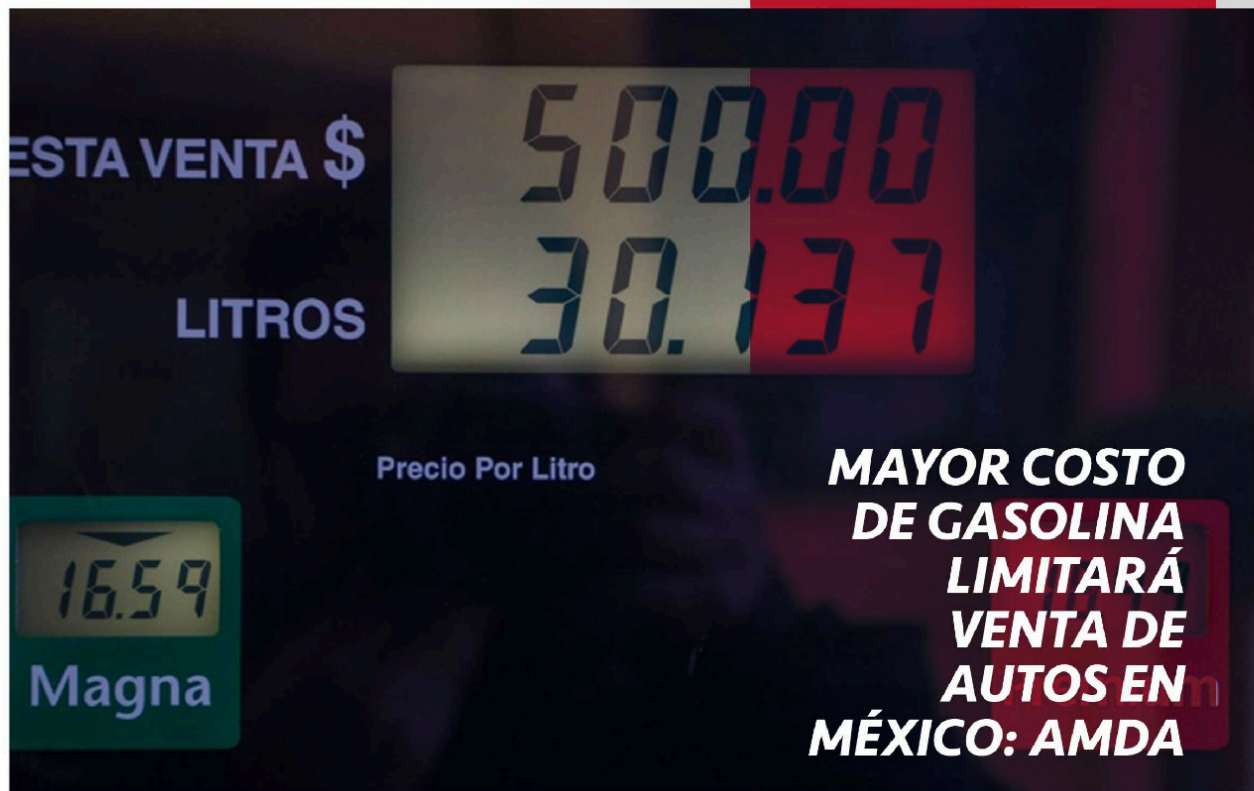 ESTA VENTA $ 500.00
LITROS 30.137
Precio Por Litro
16.59
Magna
MAYOR COSTO
DE GASOLINA
LIMITARÁ
VENTA DE
AUTOS EN
MÉXICO: AMDA